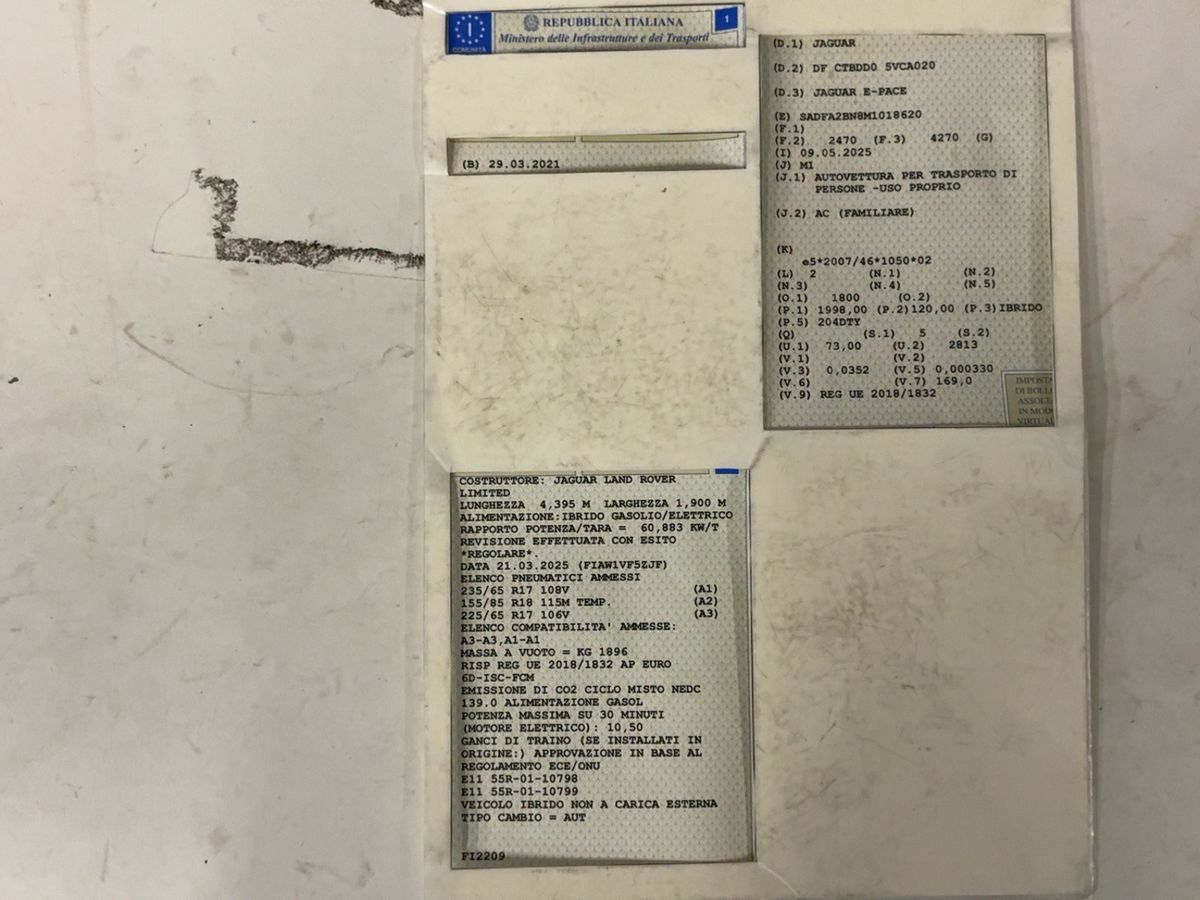 I
COMUNITÀ
REPUBBLICA ITALIANA
Ministero delle Infrastrutture e dei Trasporti
1
(B) 29.03.2021
(D.1) JAGUAR
(D.2) DF CTBDD0 5VCA020
(D.3) JAGUAR E-PACE
(E) SADFA2BN8M1018620
(F.1)
(F.2) 2470 (F.3) 4270 (G)
(I) 09.05.2025
(J) M1
(J.1) AUTOVETTURA PER TRASPORTO DI
PERSONE -USO PROPRIO
(J.2) AC (FAMILIARE)
(K)
e5*2007/46*1050*02
(L) 2 (N.1) (N.2)
(N.3) (N.4) (N.5)
(O.1) 1800 (O.2)
(P.1) 1998,00 (P.2)120,00 (P.3)IBRIDO
(P.5) 204DTY
(Q) (S.1) 5 (S.2)
(U.1) 73,00 (U.2) 2813
(V.1) (V.2)
(V.3) 0,0352 (V.5) 0,000330
(V.6) (V.7) 169,0
(V.9) REG UE 2018/1832
IMPOSTA
DI BOLLO
ASSOLTA
IN MODO
VIRTUALE
COSTRUTTORE: JAGUAR LAND ROVER
LIMITED
LUNGHEZZA 4,395 M LARGHEZZA 1,900 M
ALIMENTAZIONE:IBRIDO GASOLIO/ELETTRICO
RAPPORTO POTENZA/TARA = 60,883 KW/T
REVISIONE EFFETTUATA CON ESITO
*REGOLARE*.
DATA 21.03.2025 (FIAW1VF5ZJF)
ELENCO PNEUMATICI AMMESSI
235/65 R17 108V (A1)
155/85 R18 115M TEMP. (A2)
225/65 R17 106V (A3)
ELENCO COMPATIBILITA' AMMESSE:
A3-A3,A1-A1
MASSA A VUOTO = KG 1896
RISP REG UE 2018/1832 AP EURO
6D-ISC-FCM
EMISSIONE DI CO2 CICLO MISTO NEDC
139.0 ALIMENTAZIONE GASOL
POTENZA MASSIMA SU 30 MINUTI
(MOTORE ELETTRICO): 10,50
GANCI DI TRAINO (SE INSTALLATI IN
ORIGINE:) APPROVAZIONE IN BASE AL
REGOLAMENTO ECE/ONU
E11 55R-01-10798
E11 55R-01-10799
VEICOLO IBRIDO NON A CARICA ESTERNA
TIPO CAMBIO = AUT
FI2209